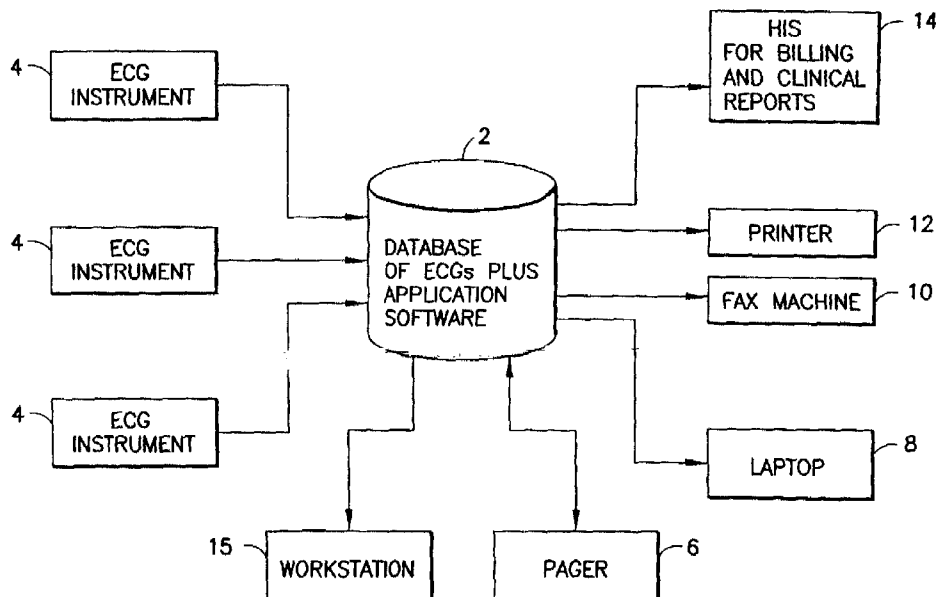 4
ECG
INSTRUMENT
4
ECG
INSTRUMENT
4
ECG
INSTRUMENT
2
DATABASE
OF ECGs PLUS
APPLICATION
SOFTWARE
HIS
FOR BILLING
AND CLINICAL
REPORTS
14
PRINTER
12
FAX MACHINE
10
LAPTOP
8
15
WORKSTATION
PAGER
6